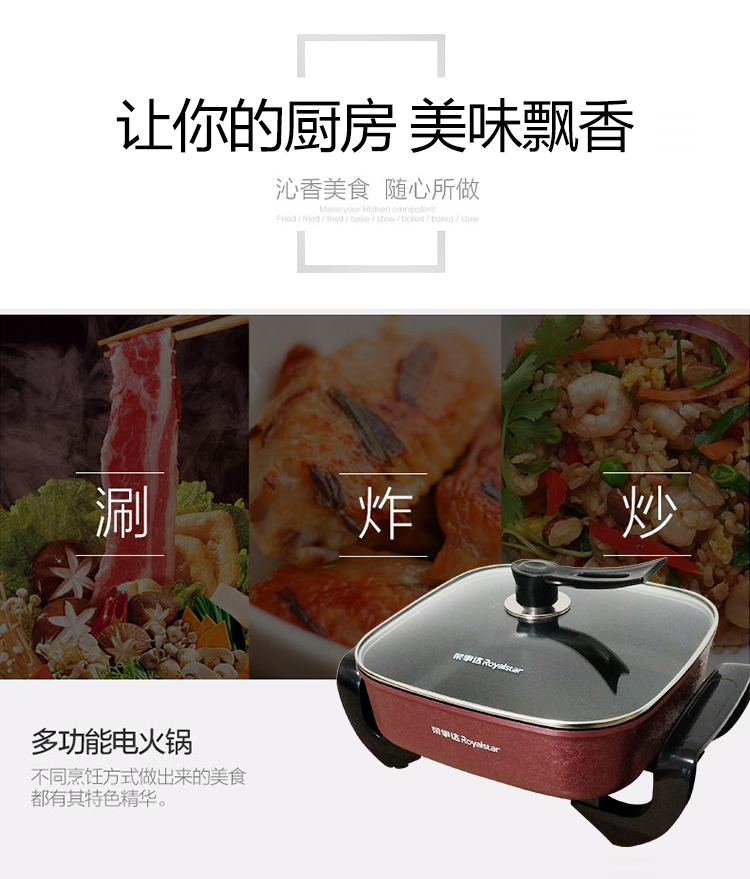 让你的厨房 美味飘香
沁香美食 随心所做
Make your kitchen omnipotent
Fried / fried / fried / bake / stew / boiled / boiled / stew
涮
炸
炒
荣事达 Royalstar
荣事达 Royalstar
多功能电火锅
不同烹饪方式做出来的美食
都有其特色精华。